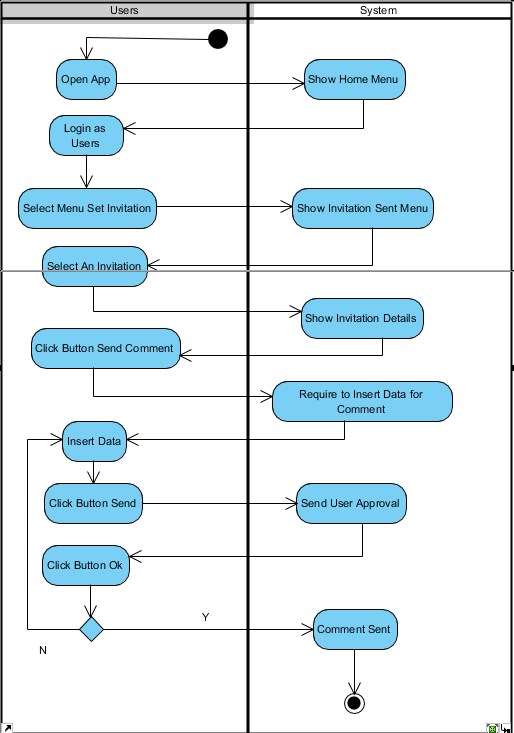 Users
System
Open App
Show Home Menu
Login as
Users
Select Menu Set Invitation
Show Invitation Sent Menu
Select An Invitation
Show Invitation Details
Click Button Send Comment
Require to Insert Data for
Comment
Insert Data
Click Button Send
Send User Approval
Click Button Ok
Y
Comment Sent
N